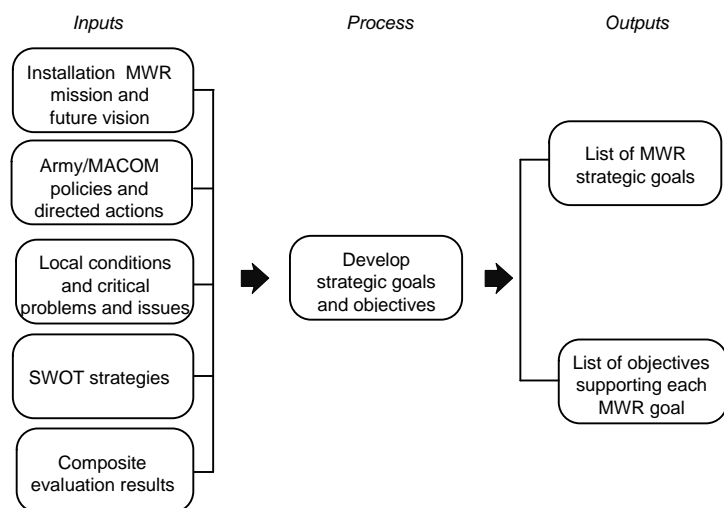 Inputs
Process
Outputs
Installation MWR
mission and
future vision
Army/MACOM
policies and
directed actions
Local conditions
and critical
problems and issues
SWOT strategies
Composite
evaluation results
Develop
strategic goals
and objectives
List of MWR
strategic goals
List of objectives
supporting each
MWR goal